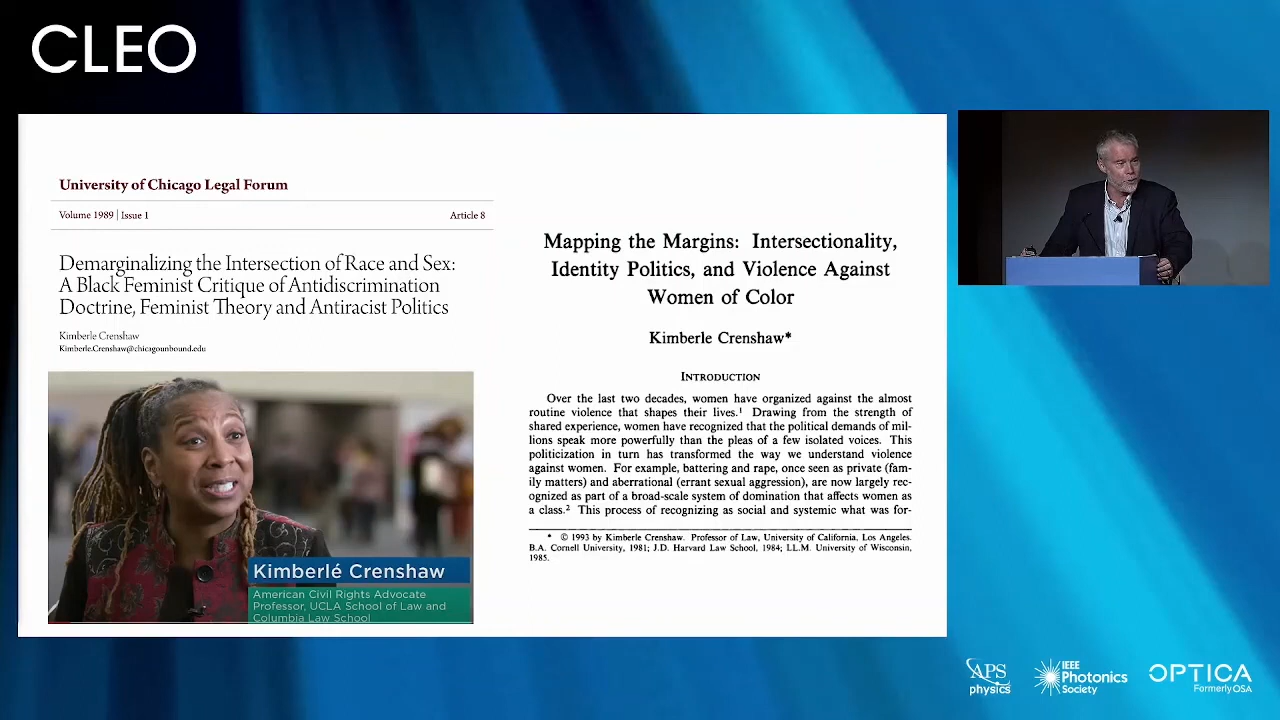 CLEO
University of Chicago Legal Forum
Volume 1989 | Issue 1 Article 8
Demarginalizing the Intersection of Race and Sex:
A Black Feminist Critique of Antidiscrimination
Doctrine, Feminist Theory and Antiracist Politics
Kimberle Crenshaw
Kimberle.Crenshaw@chicagounbound.edu
Kimberlé Crenshaw
American Civil Rights Advocate
Professor, UCLA School of Law and
Columbia Law School
Mapping the Margins: Intersectionality,
Identity Politics, and Violence Against
Women of Color
Kimberle Crenshaw*
INTRODUCTION
Over the last two decades, women have organized against the almost
routine violence that shapes their lives.¹ Drawing from the strength of
shared experience, women have recognized that the political demands of mil-
lions speak more powerfully than the pleas of a few isolated voices. This
politicization in turn has transformed the way we understand violence
against women. For example, battering and rape, once seen as private (fam-
ily matters) and aberrational (errant sexual aggression), are now largely rec-
ognized as part of a broad-scale system of domination that affects women as
a class.² This process of recognizing as social and systemic what was for-
* © 1993 by Kimberle Crenshaw. Professor of Law, University of California, Los Angeles.
B.A. Cornell University, 1981; J.D. Harvard Law School, 1984; L.L.M. University of Wisconsin,
1985.
APS
physics
IEEE
Photonics
Society
OPTICA
Formerly OSA